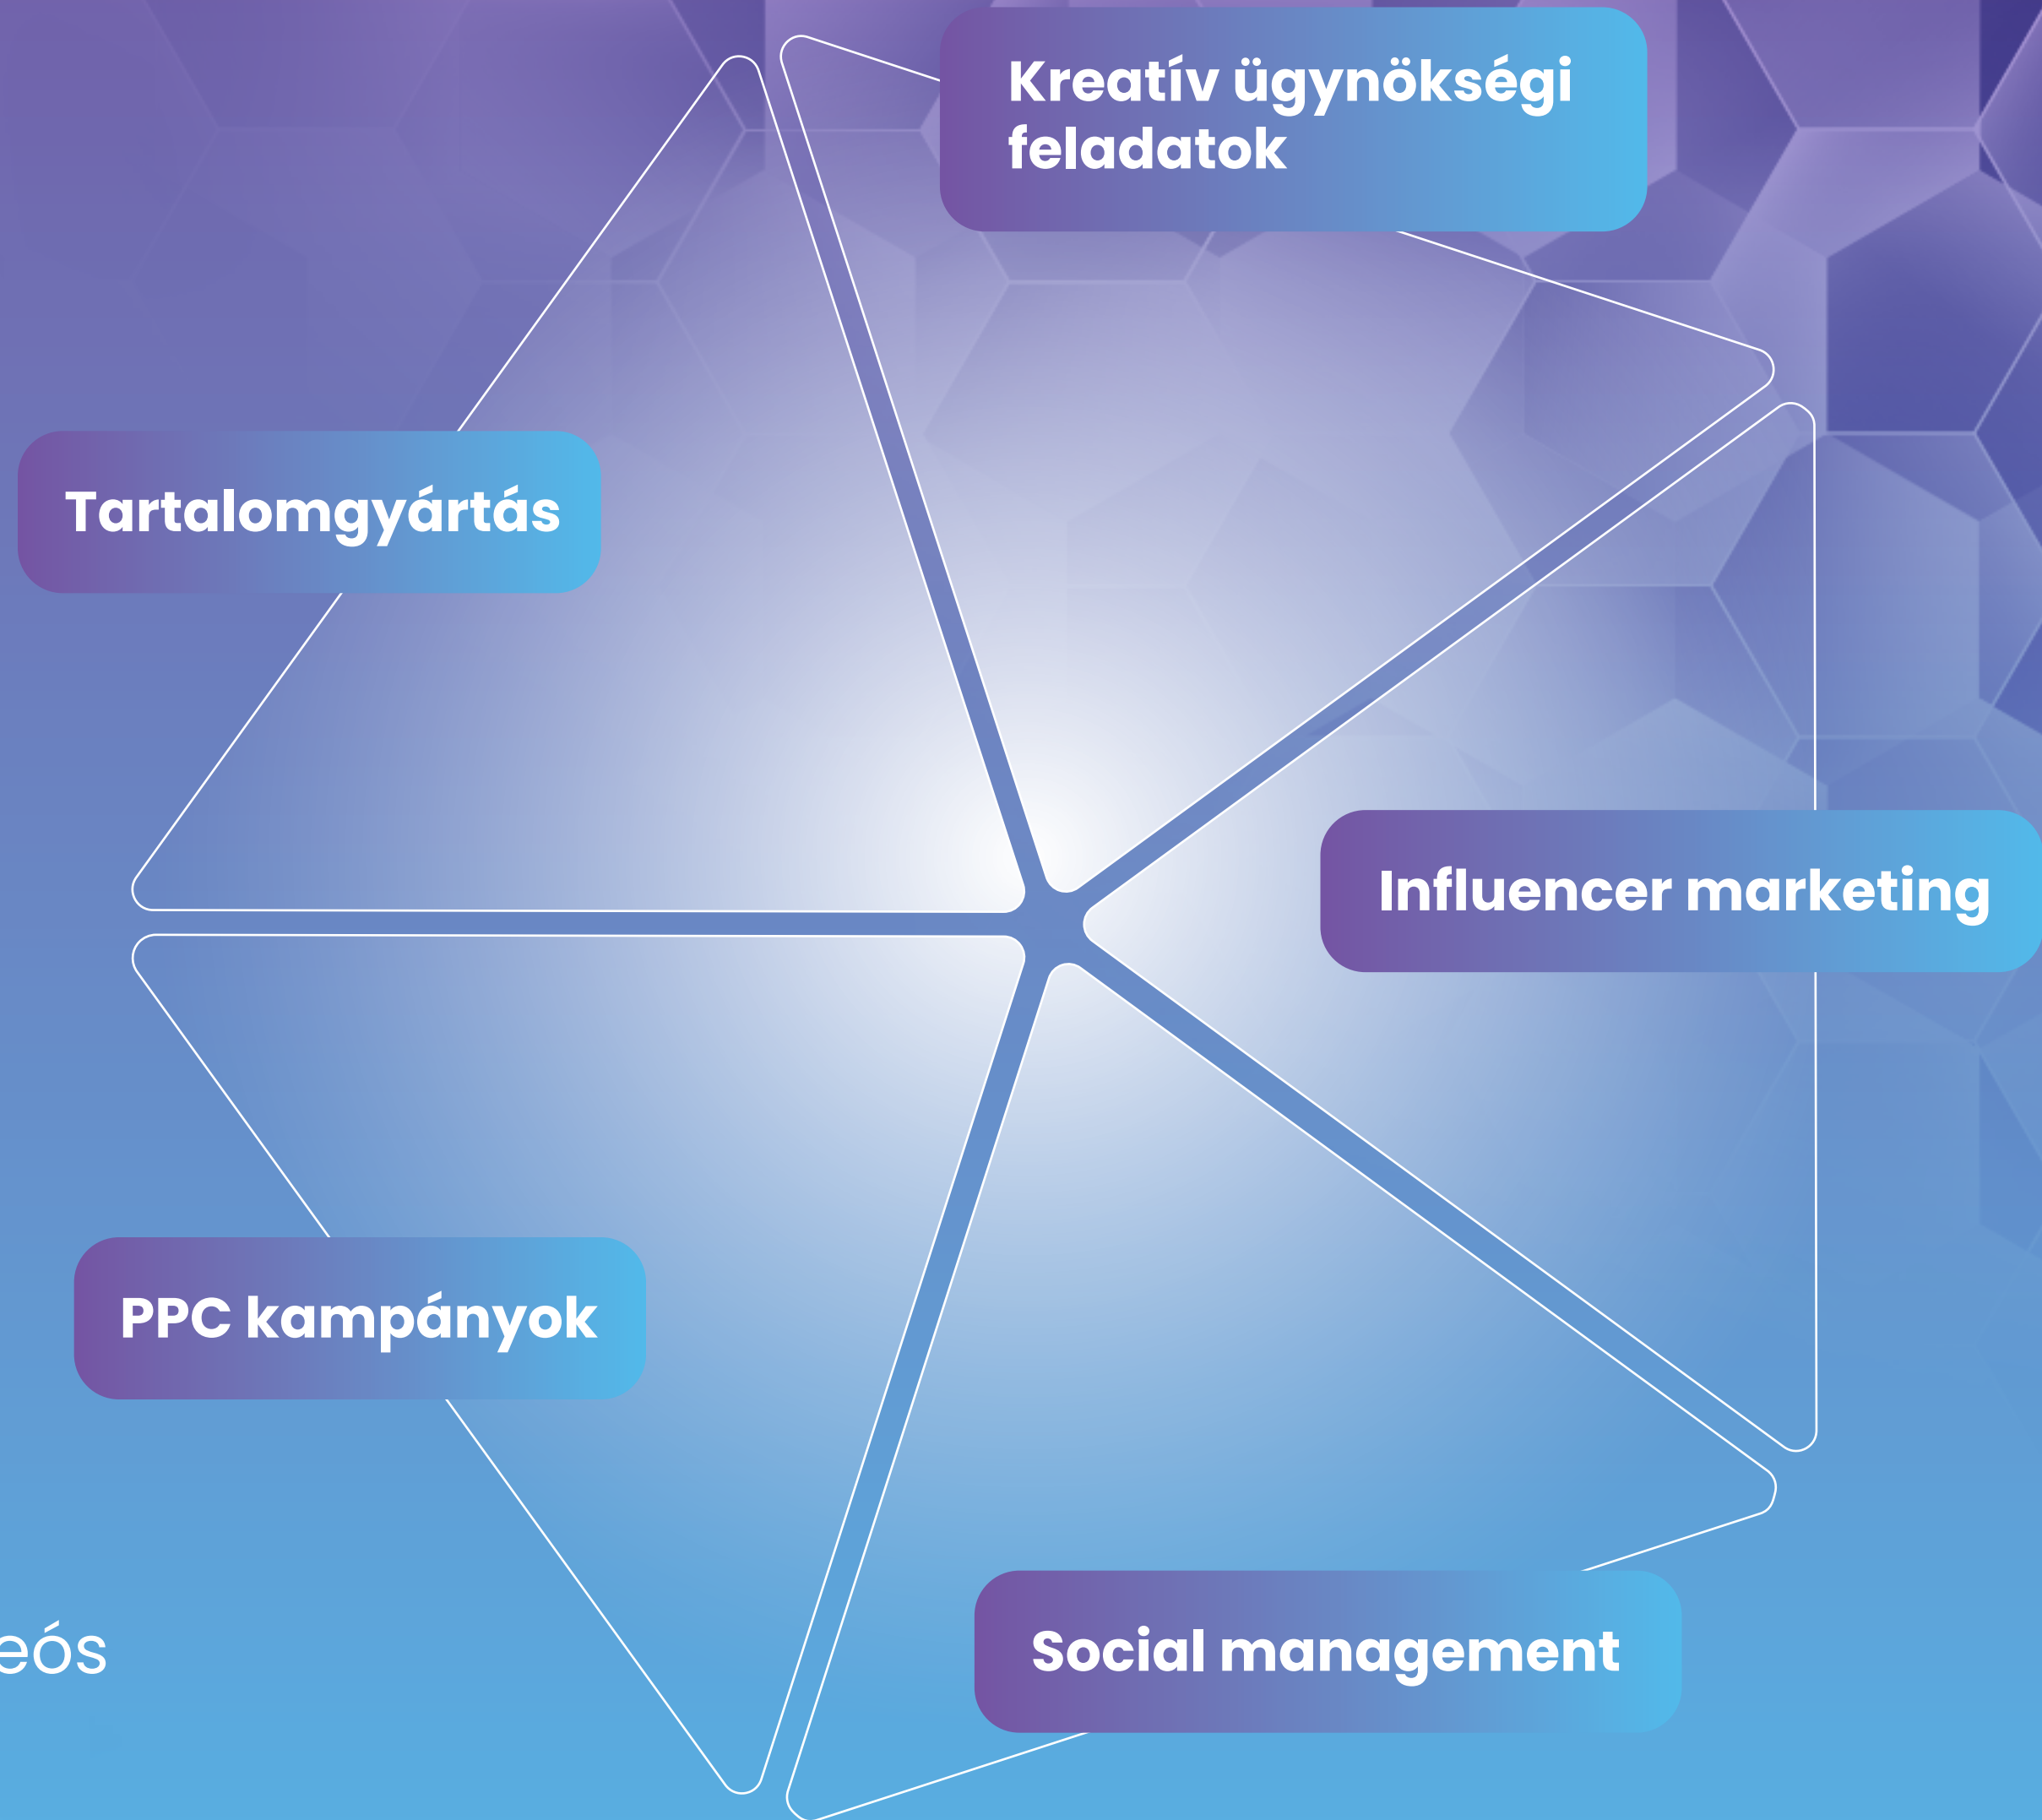 Kreatív ügynökségi
feladatok
Tartalomgyártás
Influencer marketing
PPC kampányok
Social management